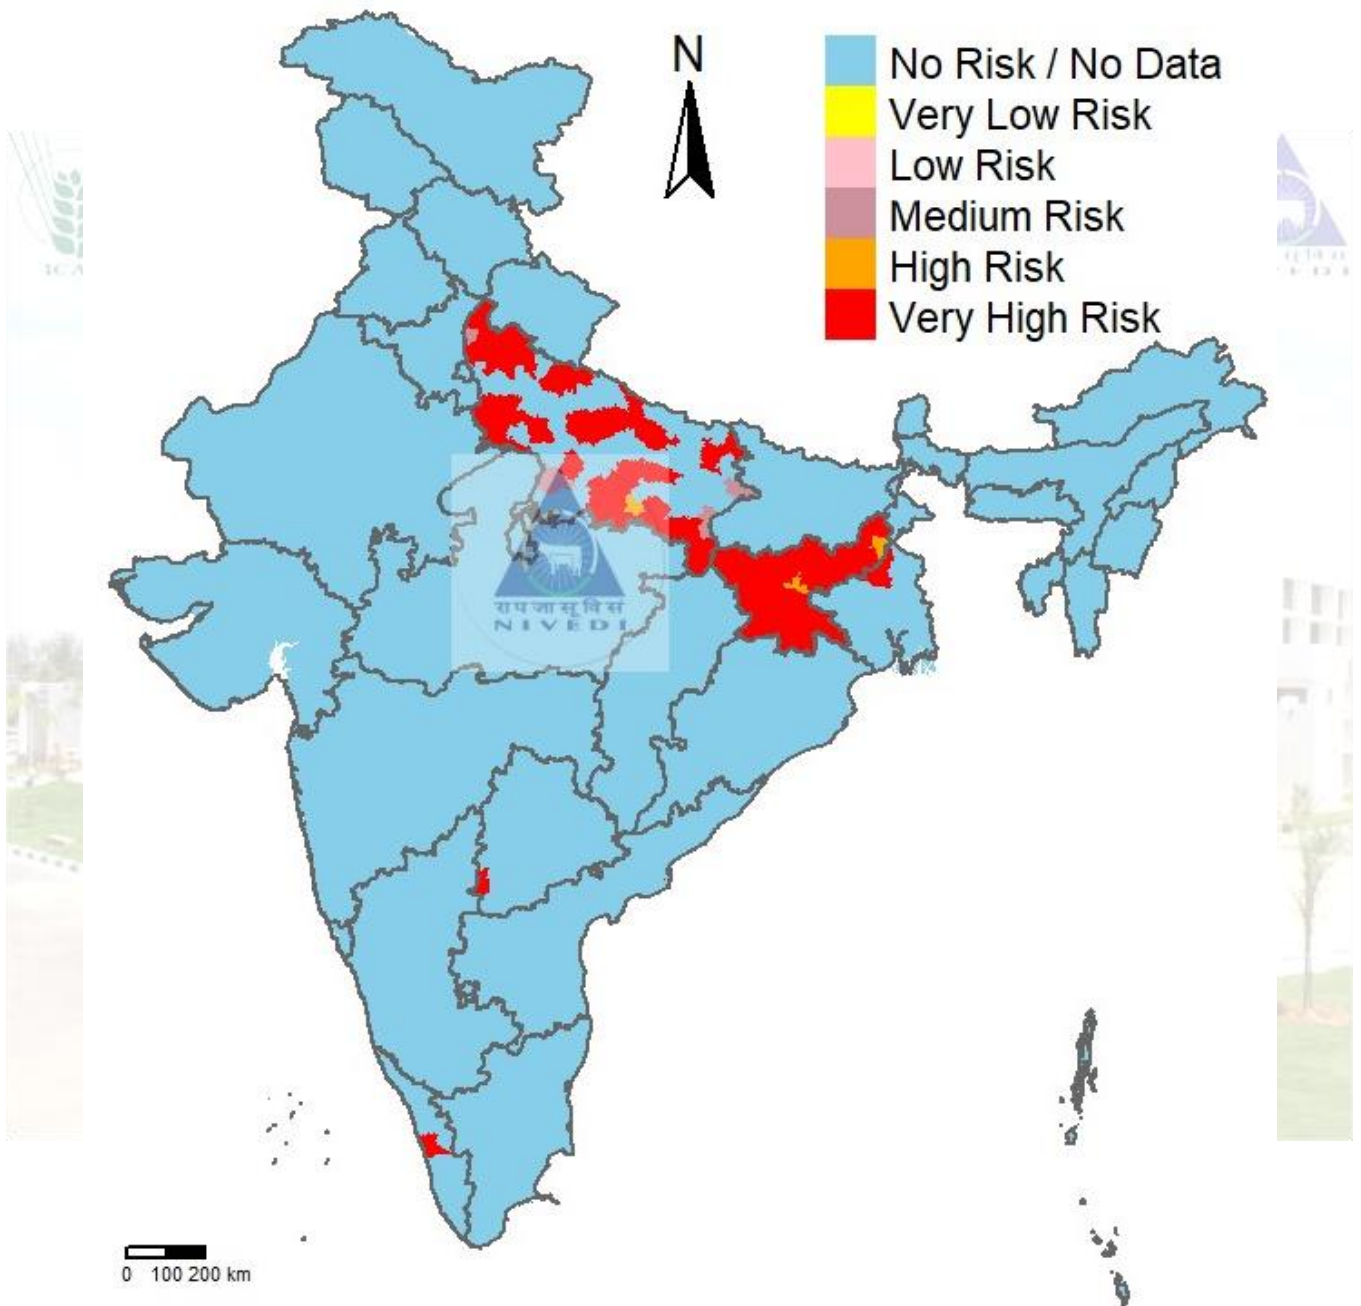 N
No Risk / No Data
Very Low Risk
Low Risk
Medium Risk
High Risk
Very High Risk
रापजासूविसं
NIVEDI
0 100 200 km